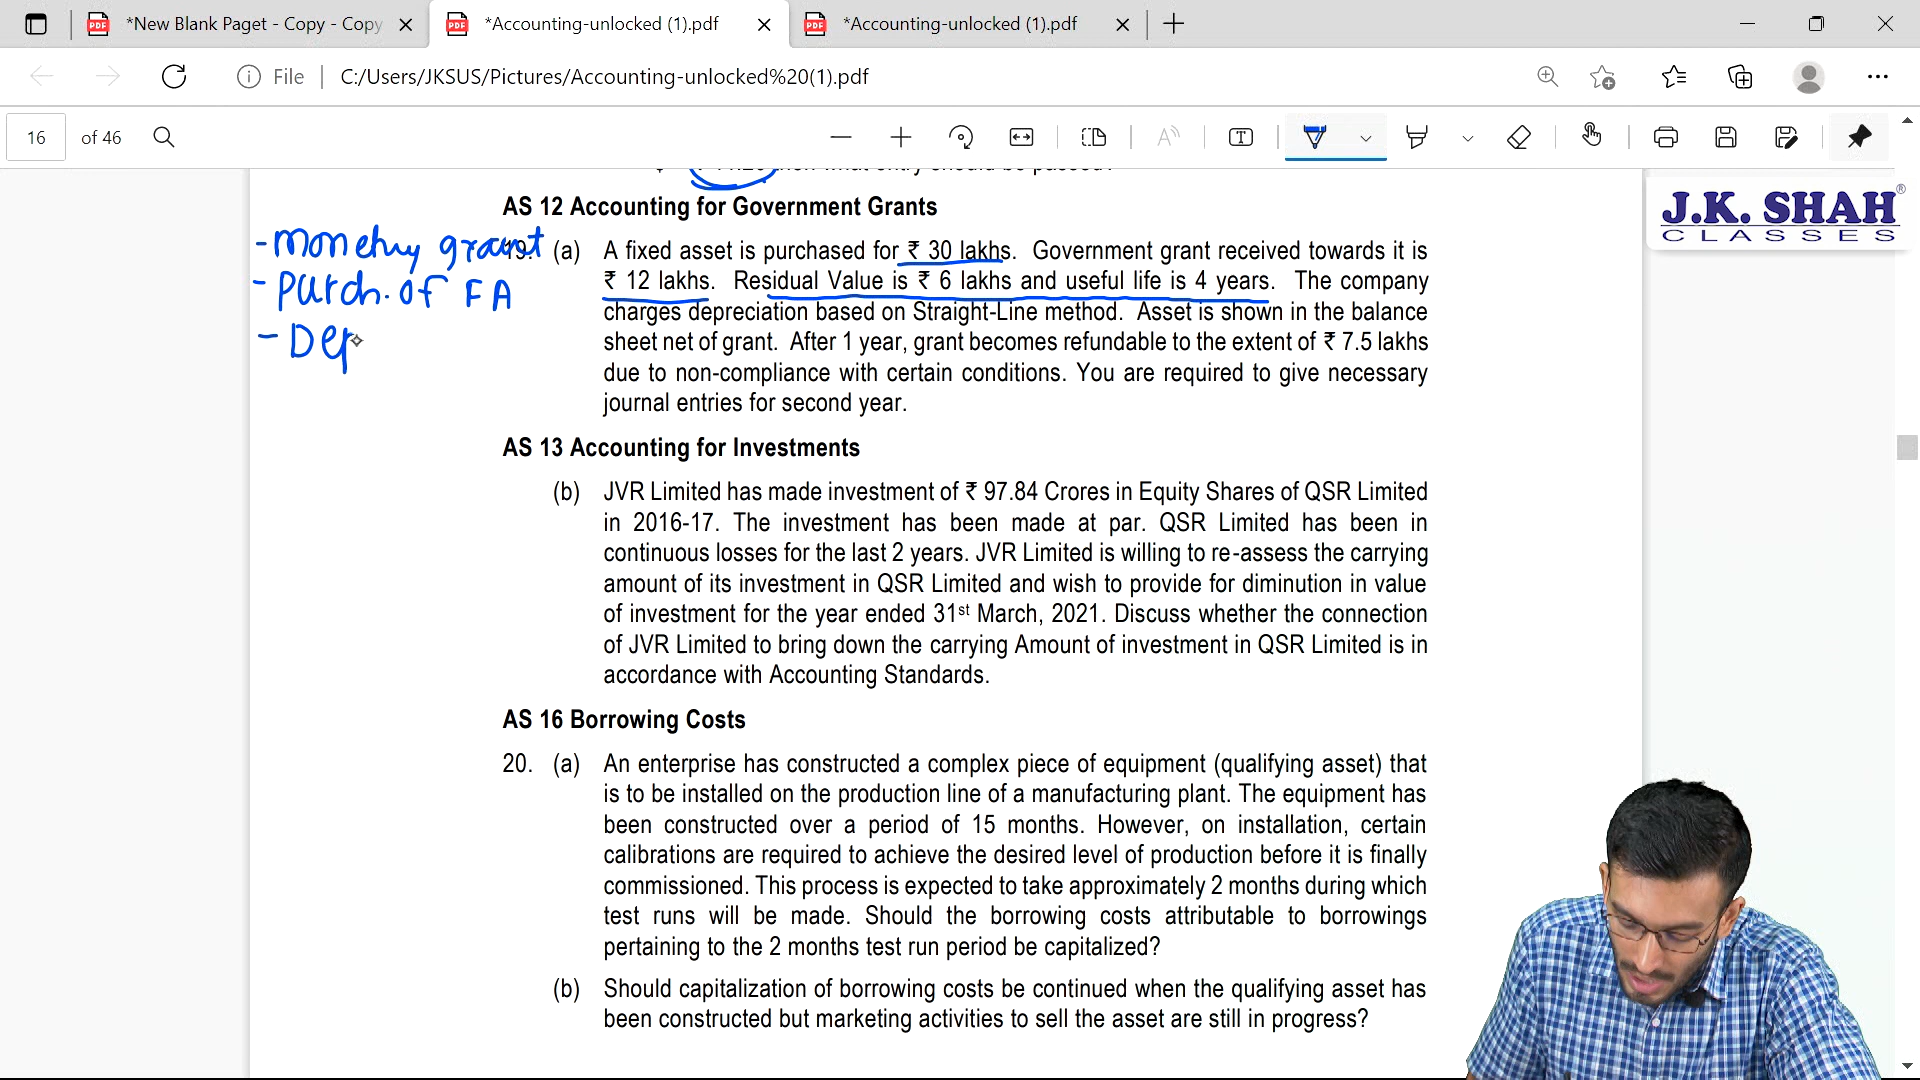 *New Blank Paget - Copy - Copy
*Accounting-unlocked (1).pdf
*Accounting-unlocked (1).pdf
File | C:/Users/JKSUS/Pictures/Accounting-unlocked%20(1).pdf
16 of 46
J.K. SHAH®
CLASSES
AS 12 Accounting for Government Grants
19. (a) A fixed asset is purchased for ₹ 30 lakhs. Government grant received towards it is
₹ 12 lakhs. Residual Value is ₹ 6 lakhs and useful life is 4 years. The company
charges depreciation based on Straight-Line method. Asset is shown in the balance
sheet net of grant. After 1 year, grant becomes refundable to the extent of ₹ 7.5 lakhs
due to non-compliance with certain conditions. You are required to give necessary
journal entries for second year.
- monetry grant
- purch. of FA
- Dep
AS 13 Accounting for Investments
(b) JVR Limited has made investment of ₹ 97.84 Crores in Equity Shares of QSR Limited
in 2016-17. The investment has been made at par. QSR Limited has been in
continuous losses for the last 2 years. JVR Limited is willing to re-assess the carrying
amount of its investment in QSR Limited and wish to provide for diminution in value
of investment for the year ended 31st March, 2021. Discuss whether the connection
of JVR Limited to bring down the carrying Amount of investment in QSR Limited is in
accordance with Accounting Standards.
AS 16 Borrowing Costs
20. (a) An enterprise has constructed a complex piece of equipment (qualifying asset) that
is to be installed on the production line of a manufacturing plant. The equipment has
been constructed over a period of 15 months. However, on installation, certain
calibrations are required to achieve the desired level of production before it is finally
commissioned. This process is expected to take approximately 2 months during which
test runs will be made. Should the borrowing costs attributable to borrowings
pertaining to the 2 months test run period be capitalized?
(b) Should capitalization of borrowing costs be continued when the qualifying asset has
been constructed but marketing activities to sell the asset are still in progress?